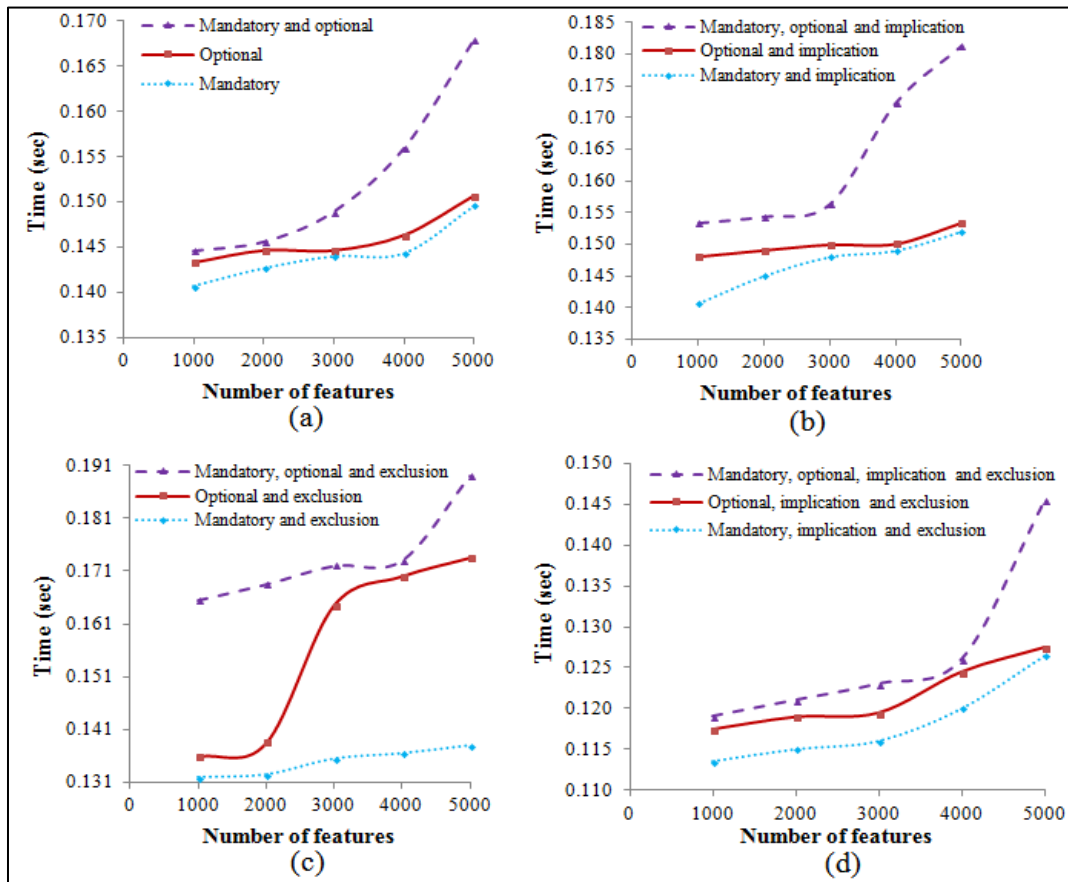 0.170
0.165
0.160
0.155
0.150
0.145
0.140
0.135
Time (sec)
Mandatory and optional
Optional
Mandatory
0 1000 2000 3000 4000 5000
Number of features
(a)
0.185
0.180
0.175
0.170
0.165
0.160
0.155
0.150
0.145
0.140
0.135
Time (sec)
Mandatory, optional and implication
Optional and implication
Mandatory and implication
0 1000 2000 3000 4000 5000
Number of features
(b)
0.191
0.181
0.171
0.161
0.151
0.141
0.131
Time (sec)
Mandatory, optional and exclusion
Optional and exclusion
Mandatory and exclusion
0 1000 2000 3000 4000 5000
Number of features
(c)
0.150
0.145
0.140
0.135
0.130
0.125
0.120
0.115
0.110
Time (sec)
Mandatory, optional, implication and exclusion
Optional, implication and exclusion
Mandatory, implication and exclusion
0 1000 2000 3000 4000 5000
Number of features
(d)